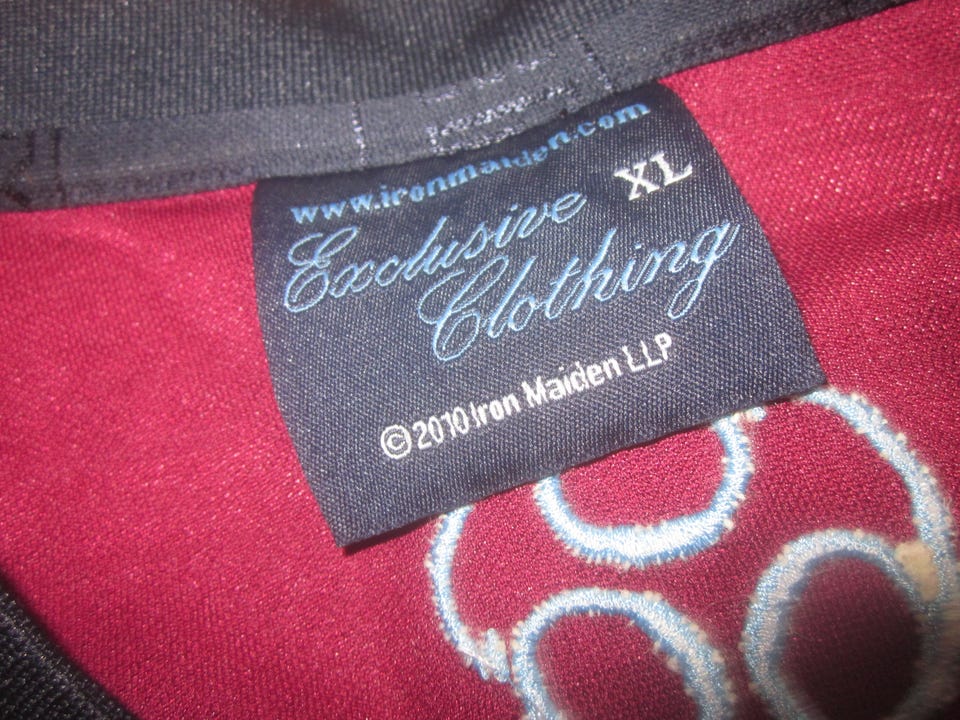 www.ironmaiden.com
XL
Exclusive
Clothing
©2010 Iron Maiden LLP